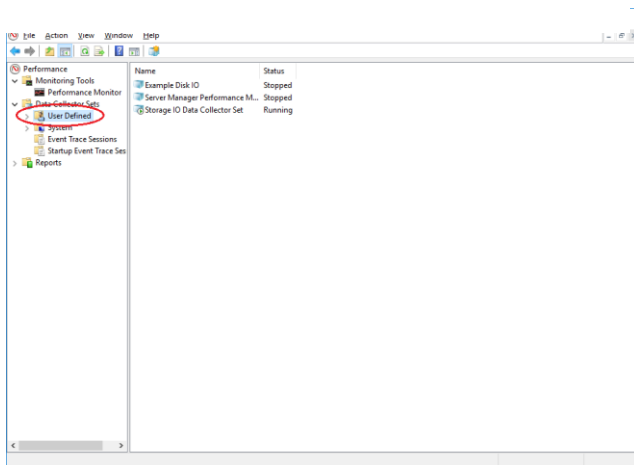 File Action View Window Help
Performance
Monitoring Tools
Performance Monitor
Data Collector Sets
User Defined
System
Event Trace Sessions
Startup Event Trace Ses
Reports
Name Status
Example Disk IO Stopped
Server Manager Performance M... Stopped
Storage IO Data Collector Set Running